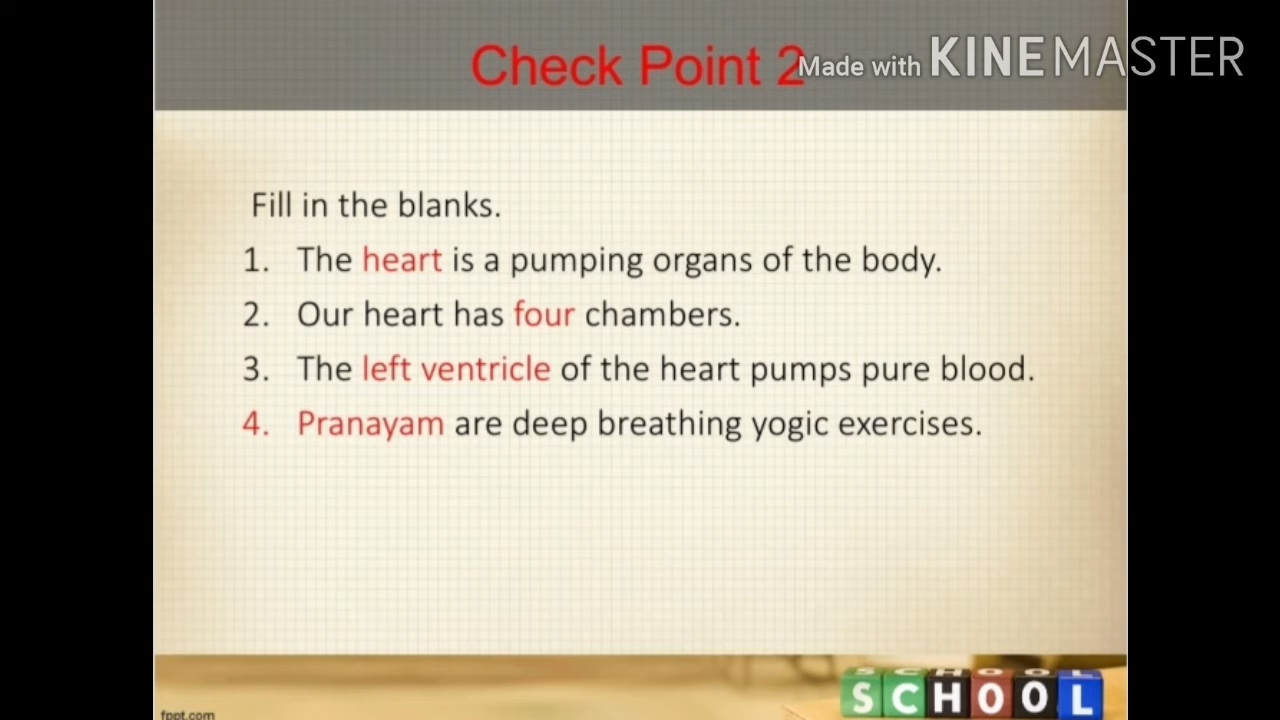 Check Point 2
Made with KINEMASTER
Fill in the blanks.
1. The heart is a pumping organs of the body.
2. Our heart has four chambers.
3. The left ventricle of the heart pumps pure blood.
4. Pranayam are deep breathing yogic exercises.
SCHOOL
SCHOOL
fppt.com